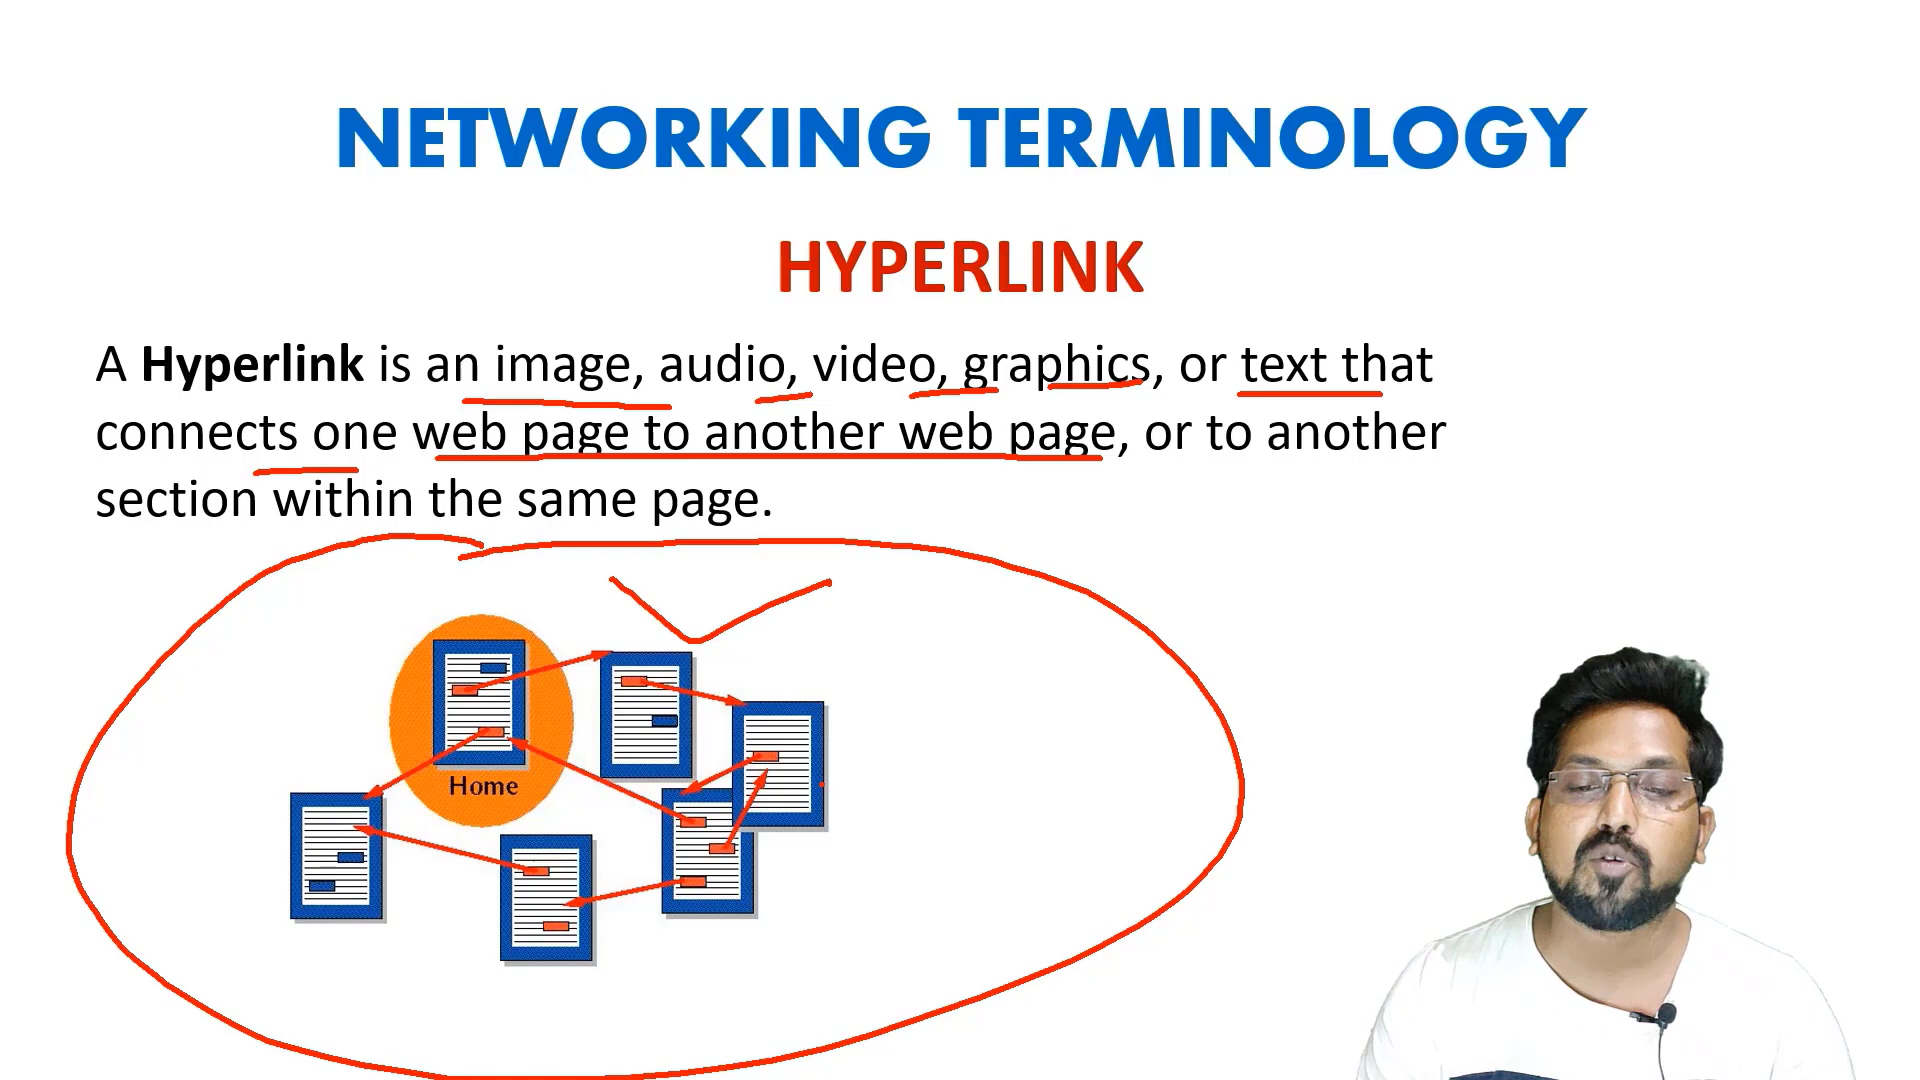 NETWORKING TERMINOLOGY
HYPERLINK
A Hyperlink is an image, audio, video, graphics, or text that
connects one web page to another web page, or to another
section within the same page.
Home